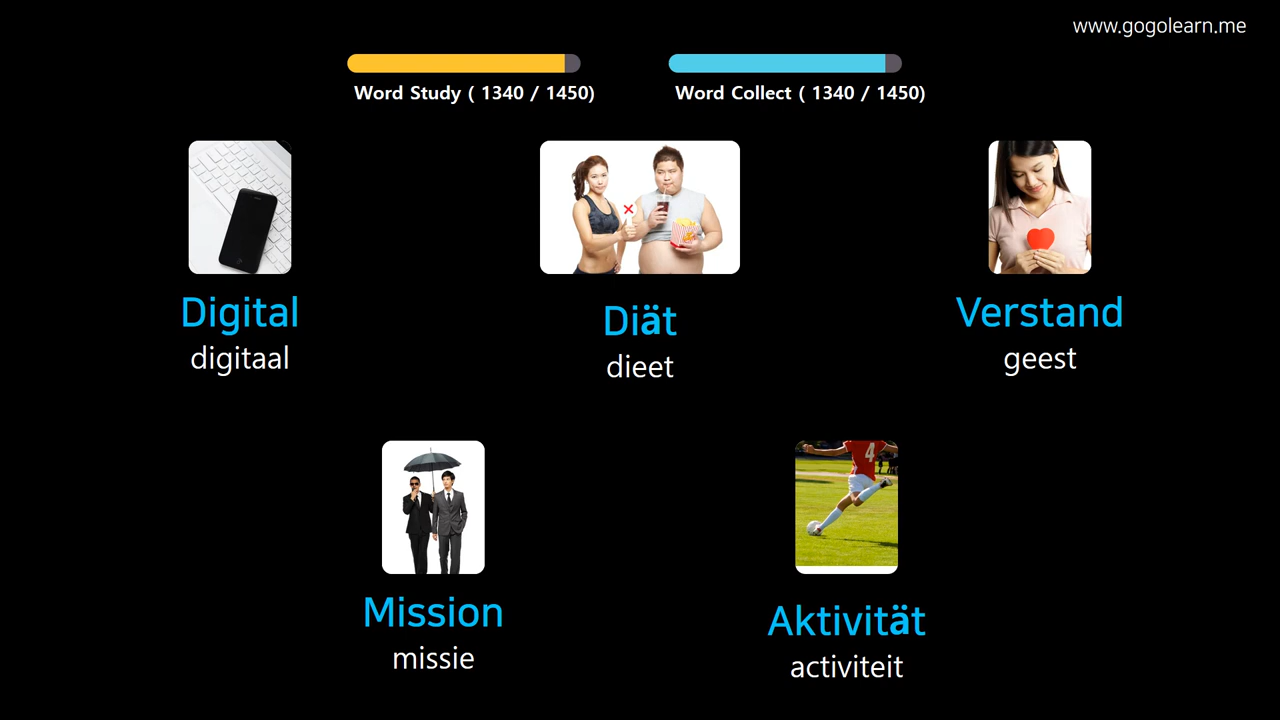 www.gogolearn.me
Word Study ( 1340 / 1450)
Word Collect ( 1340 / 1450)
Digital
digitaal
Diät
dieet
Verstand
geest
4
Mission
missie
Aktivität
activiteit